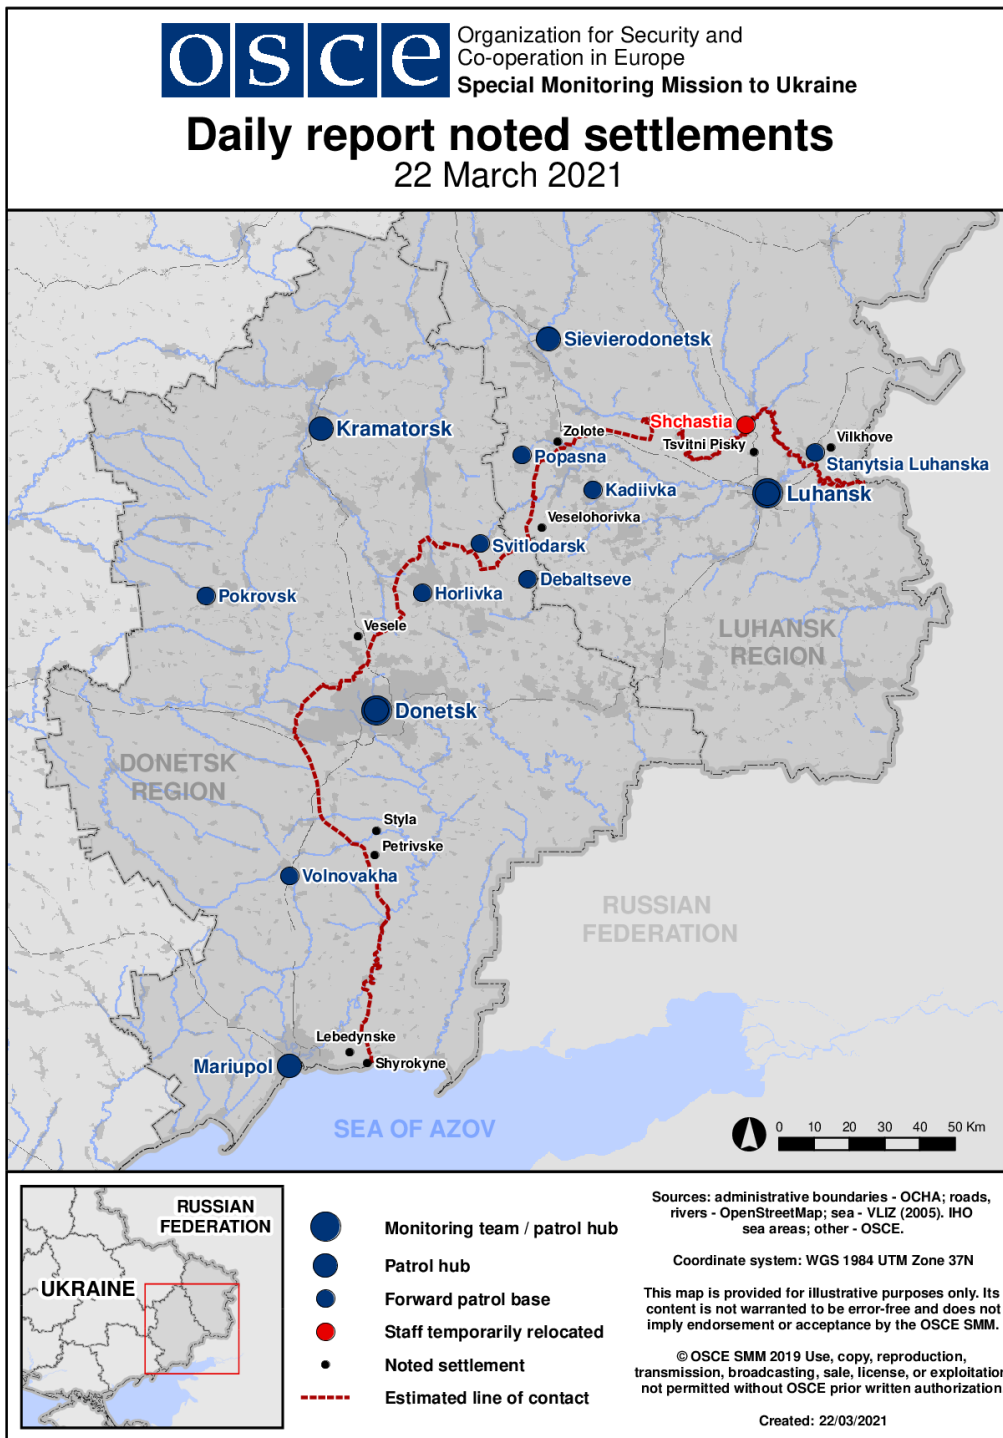 osce
Organization for Security and
Co-operation in Europe
Special Monitoring Mission to Ukraine
Daily report noted settlements
22 March 2021
Sievierodonetsk
Kramatorsk
Shchastia
Zolote
Tsvitni Pisky
Vilkhove
Popasna
Stanytsia Luhanska
Kadiivka
Luhansk
Veselohorivka
Svitlodarsk
Debaltseve
Pokrovsk
Horlivka
Vesele
LUHANSK
REGION
Donetsk
DONETSK
REGION
Styla
Petrivske
Volnovakha
RUSSIAN
FEDERATION
Lebedynske
Mariupol
Shyrokyne
SEA OF AZOV
0 10 20 30 40 50 Km
RUSSIAN
FEDERATION
UKRAINE
Monitoring team / patrol hub
Patrol hub
Forward patrol base
Staff temporarily relocated
Noted settlement
Estimated line of contact
Sources: administrative boundaries - OCHA; roads,
rivers - OpenStreetMap; sea - VLIZ (2005). IHO
sea areas; other - OSCE.
Coordinate system: WGS 1984 UTM Zone 37N
This map is provided for illustrative purposes only. Its
content is not warranted to be error-free and does not
imply endorsement or acceptance by the OSCE SMM.
© OSCE SMM 2019 Use, copy, reproduction,
transmission, broadcasting, sale, license, or exploitation
not permitted without OSCE prior written authorization
Created: 22/03/2021